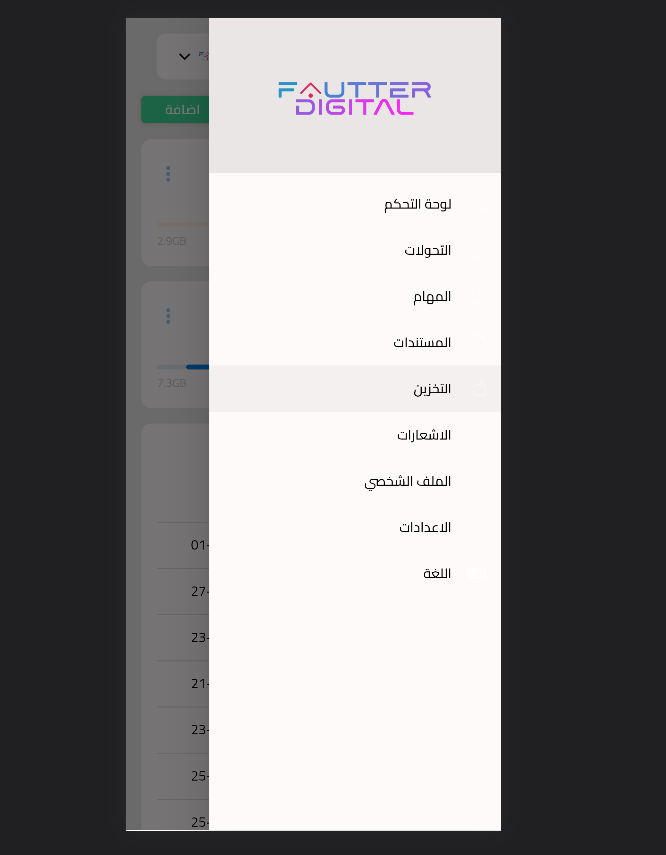 FAUTTER
DIGITAL
لوحة التحكم
التحولات
المهام
المستندات
التخزين
الاشعارات
الملف الشخصي
الاعدادات
اللغة
اضافة
2.9GB
7.3GB
01-
27-
23-
21-
23-
25-
25-